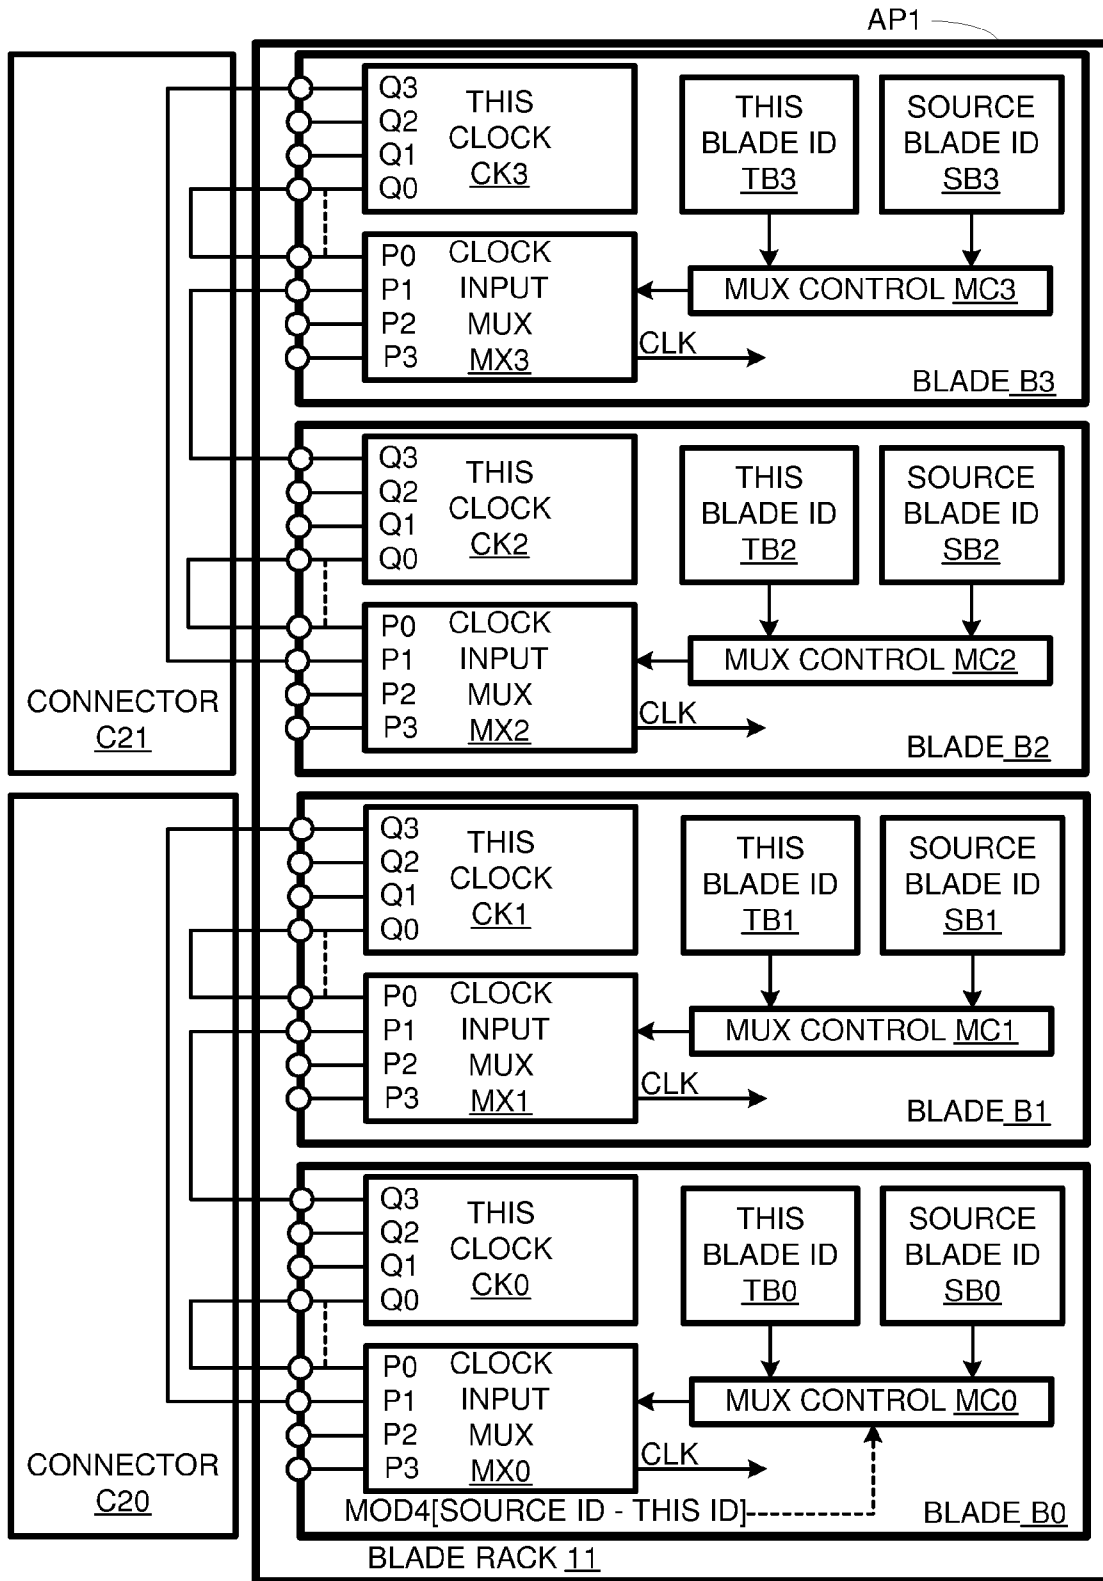 AP1
Q3
Q2
Q1
Q0
THIS
CLOCK
CK3
THIS
BLADE ID
TB3
SOURCE
BLADE ID
SB3
P0
P1
P2
P3
CLOCK
INPUT
MUX
MX3
MUX CONTROL MC3
CLK
BLADE B3
Q3
Q2
Q1
Q0
THIS
CLOCK
CK2
THIS
BLADE ID
TB2
SOURCE
BLADE ID
SB2
P0
P1
P2
P3
CLOCK
INPUT
MUX
MX2
MUX CONTROL MC2
CLK
BLADE B2
CONNECTOR
C21
Q3
Q2
Q1
Q0
THIS
CLOCK
CK1
THIS
BLADE ID
TB1
SOURCE
BLADE ID
SB1
P0
P1
P2
P3
CLOCK
INPUT
MUX
MX1
MUX CONTROL MC1
CLK
BLADE B1
Q3
Q2
Q1
Q0
THIS
CLOCK
CK0
THIS
BLADE ID
TB0
SOURCE
BLADE ID
SB0
P0
P1
P2
P3
CLOCK
INPUT
MUX
MX0
MUX CONTROL MC0
CLK
CONNECTOR
C20
MOD4[SOURCE ID - THIS ID]
BLADE B0
BLADE RACK 11